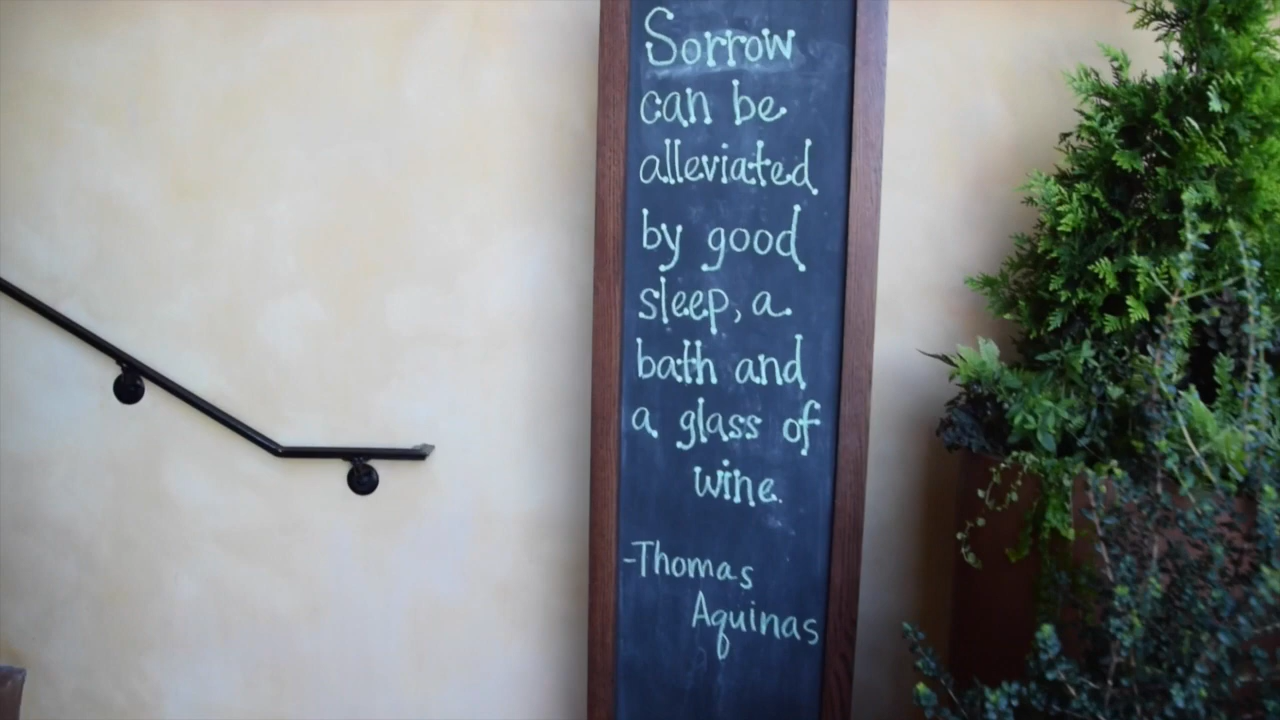 Sorrow
can be
alleviated
by good
sleep, a
bath and
a glass of
wine.
-Thomas
Aquinas